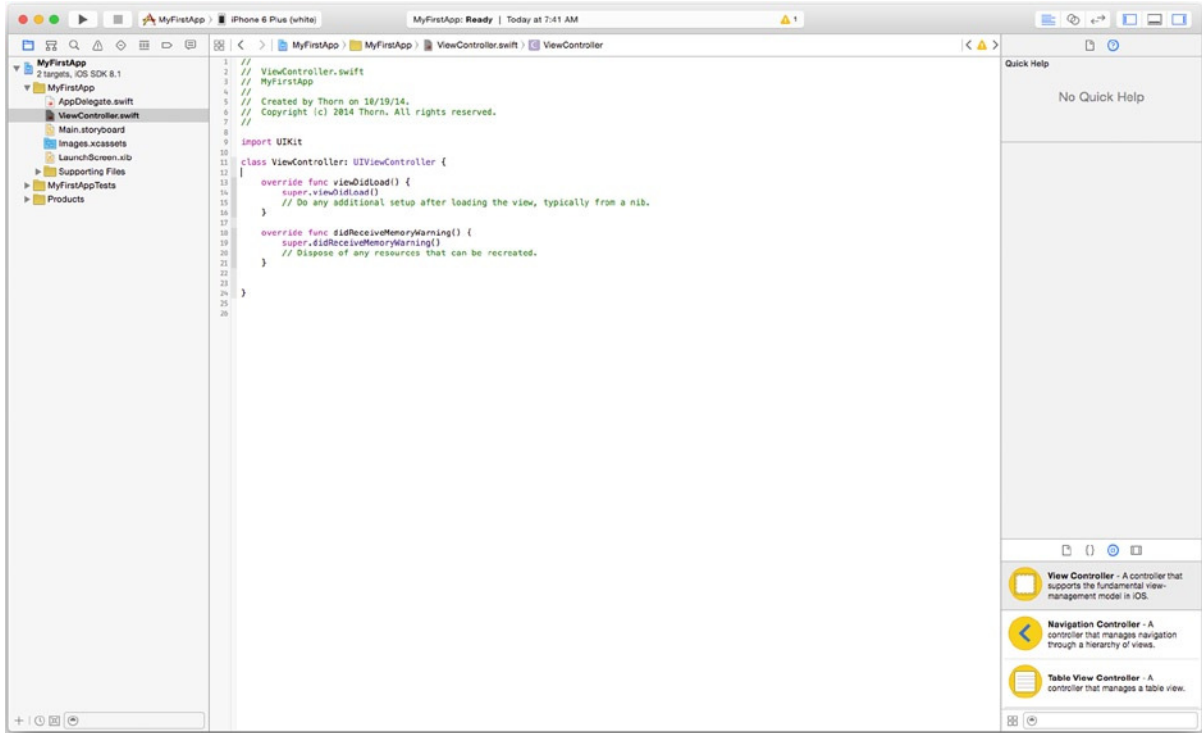 MyFirstApp › iPhone 6 Plus (white)
MyFirstApp: Ready | Today at 7:41 AM
1
MyFirstApp › MyFirstApp › ViewController.swift › ViewController
MyFirstApp
2 targets, iOS SDK 8.1
MyFirstApp
AppDelegate.swift
ViewController.swift
Main.storyboard
Images.xcassets
LaunchScreen.xib
Supporting Files
MyFirstAppTests
Products
1 //
2 // ViewController.swift
3 // MyFirstApp
4 //
5 // Created by Thorn on 10/19/14.
6 // Copyright (c) 2014 Thorn. All rights reserved.
7 //
8
9 import UIKit
10
11 class ViewController: UIViewController {
12
13 override func viewDidLoad() {
14 super.viewDidLoad()
15 // Do any additional setup after loading the view, typically from a nib.
16 }
17
18 override func didReceiveMemoryWarning() {
19 super.didReceiveMemoryWarning()
20 // Dispose of any resources that can be recreated.
21 }
22
23
24 }
25
26
Quick Help
No Quick Help
View Controller - A controller that
supports the fundamental view-
management model in iOS.
Navigation Controller - A
controller that manages navigation
through a hierarchy of views.
Table View Controller - A
controller that manages a table view.